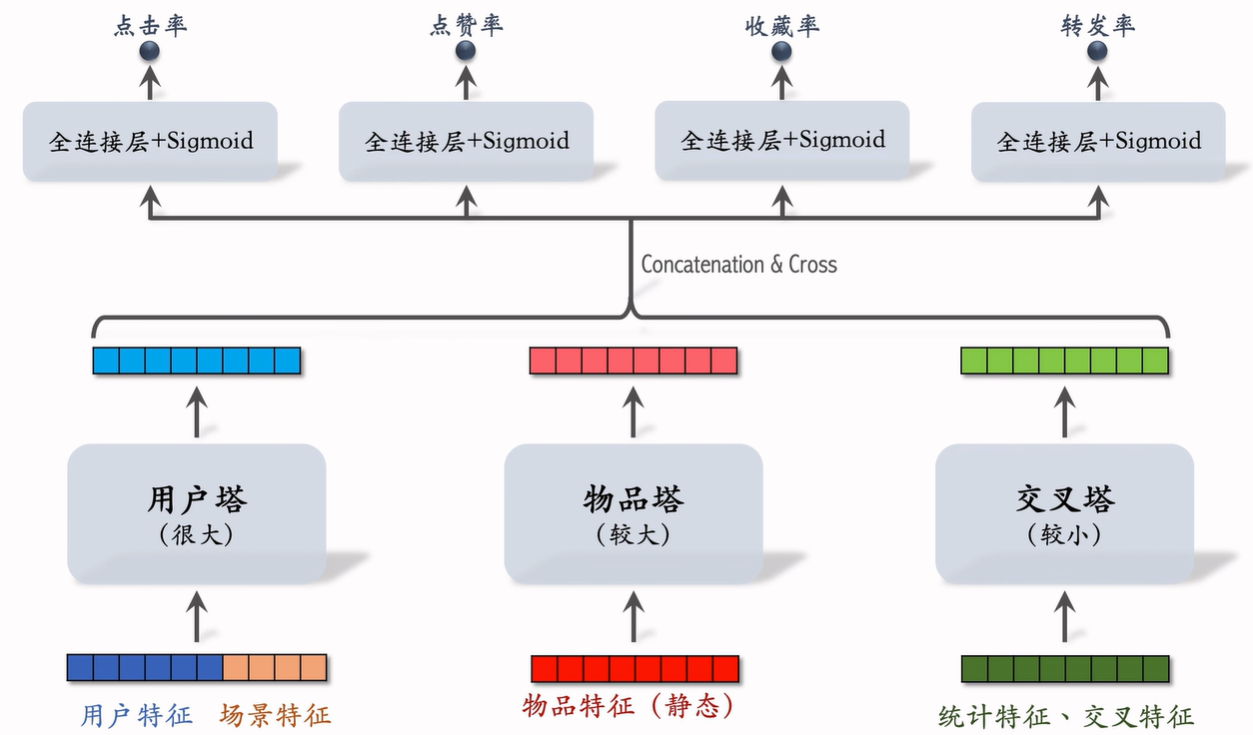 点击率
点赞率
收藏率
转发率
全连接层+Sigmoid
全连接层+Sigmoid
全连接层+Sigmoid
全连接层+Sigmoid
Concatenation & Cross
用户塔
(很大)
物品塔
(较大)
交叉塔
(较小)
用户特征
场景特征
物品特征（静态）
统计特征、交叉特征